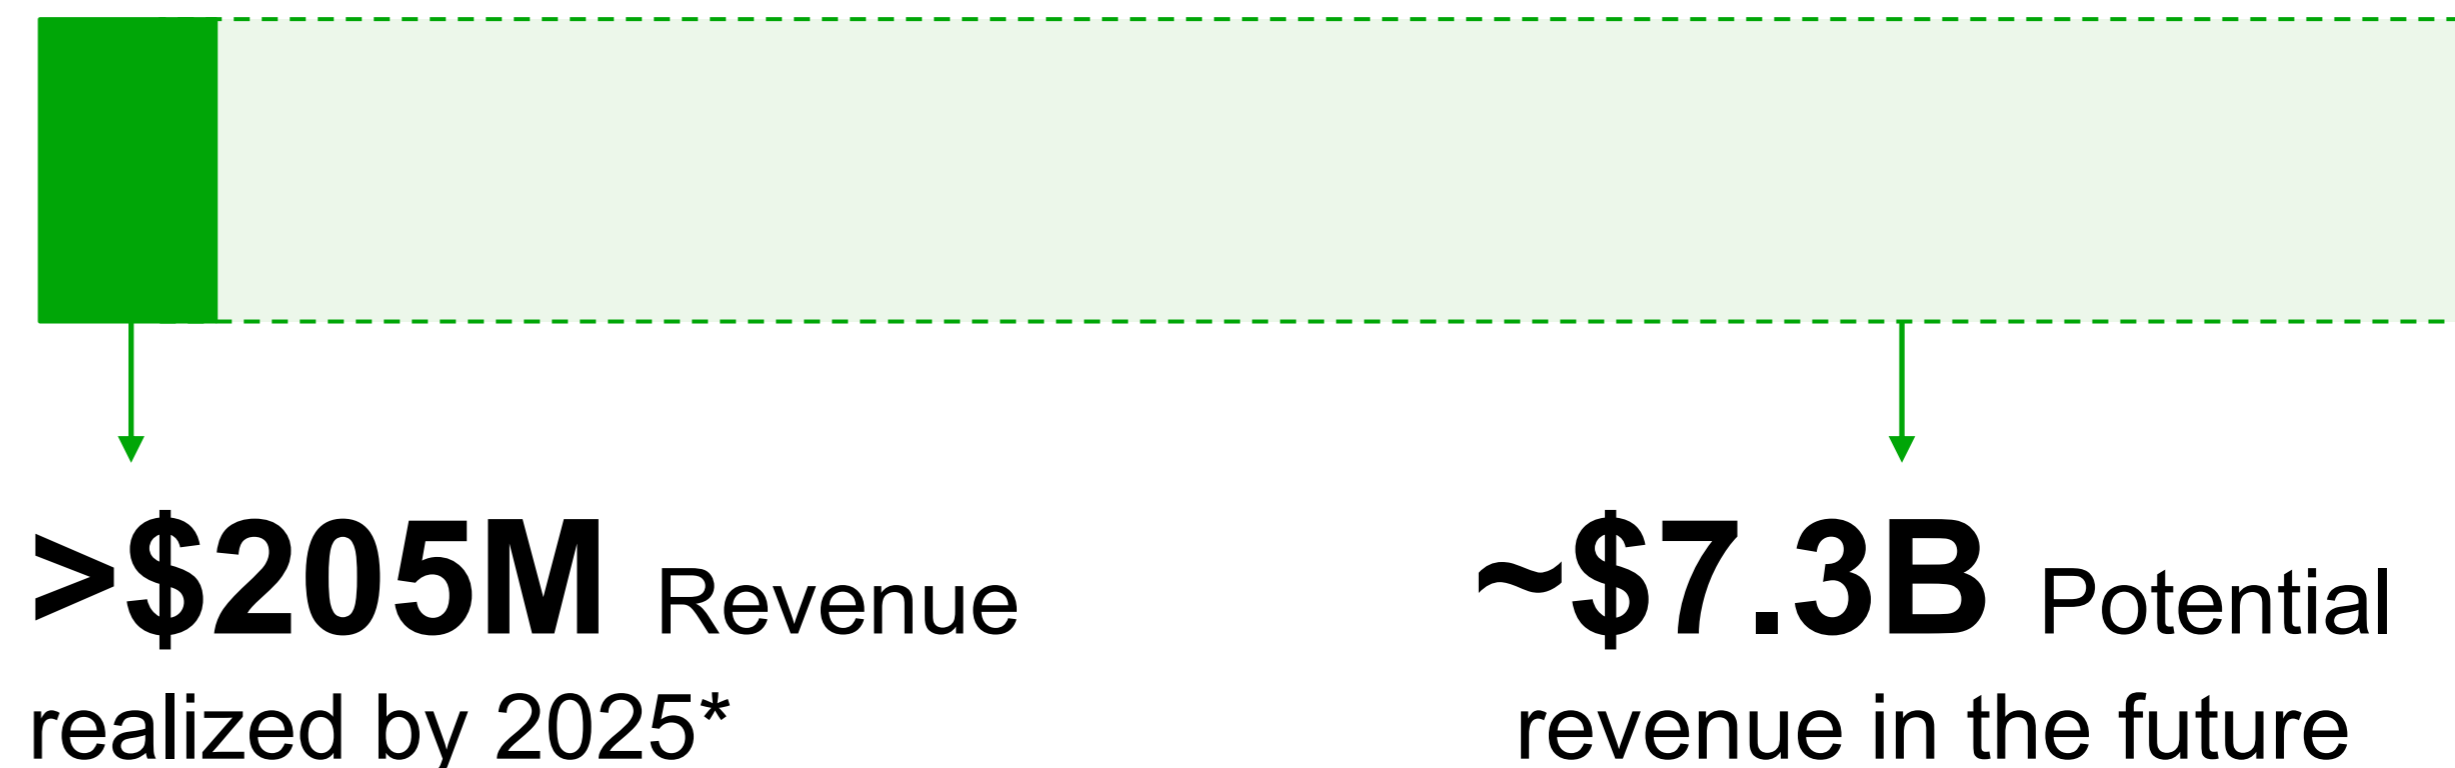 >$205M Revenue
realized by 2025*
~$7.3B Potential
revenue in the future